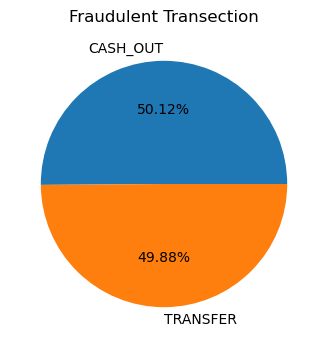 Fraudulent Transection
CASH_OUT
50.12%
49.88%
TRANSFER